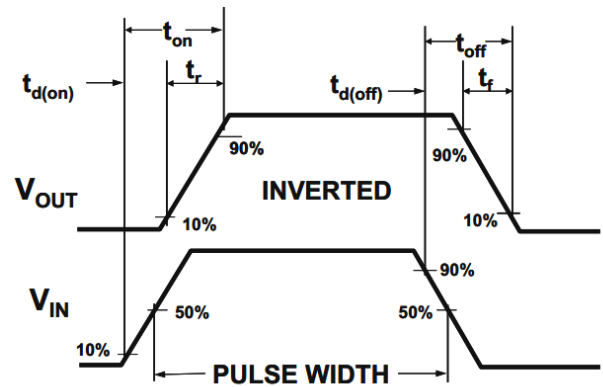 t_on t_off
t_d(on) t_r t_d(off) t_f
90% 90%
V_OUT INVERTED
10% 10%
90%
V_IN 50% 50%
10%
PULSE WIDTH